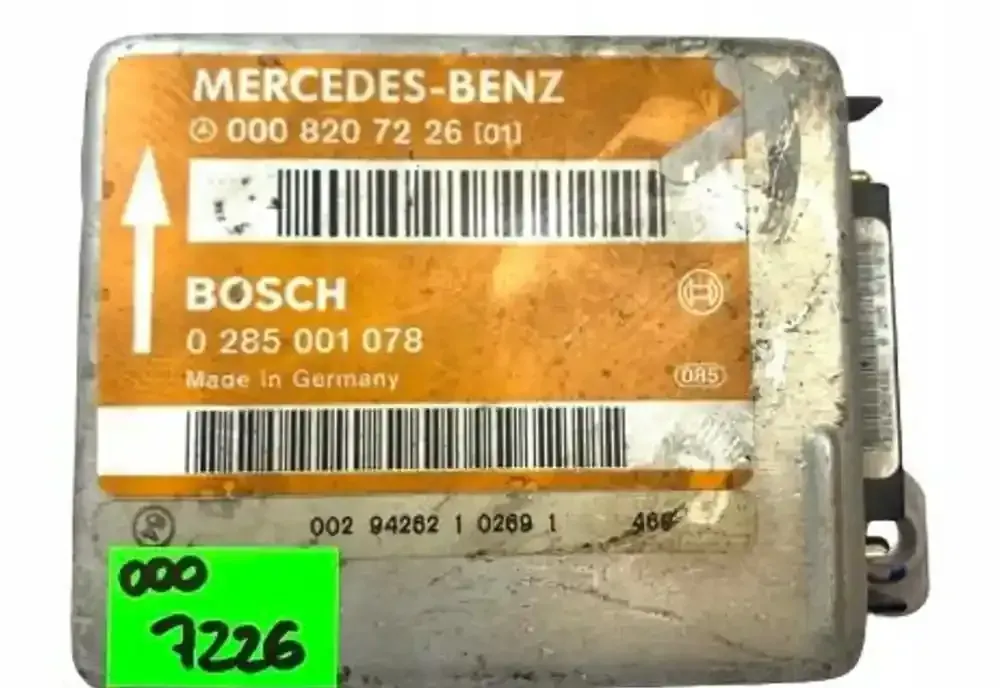 MERCEDES-BENZ
000 820 72 26 [01]
BOSCH
0 285 001 078
Made in Germany
085
002 94262 1 0269 1 469
000
7226